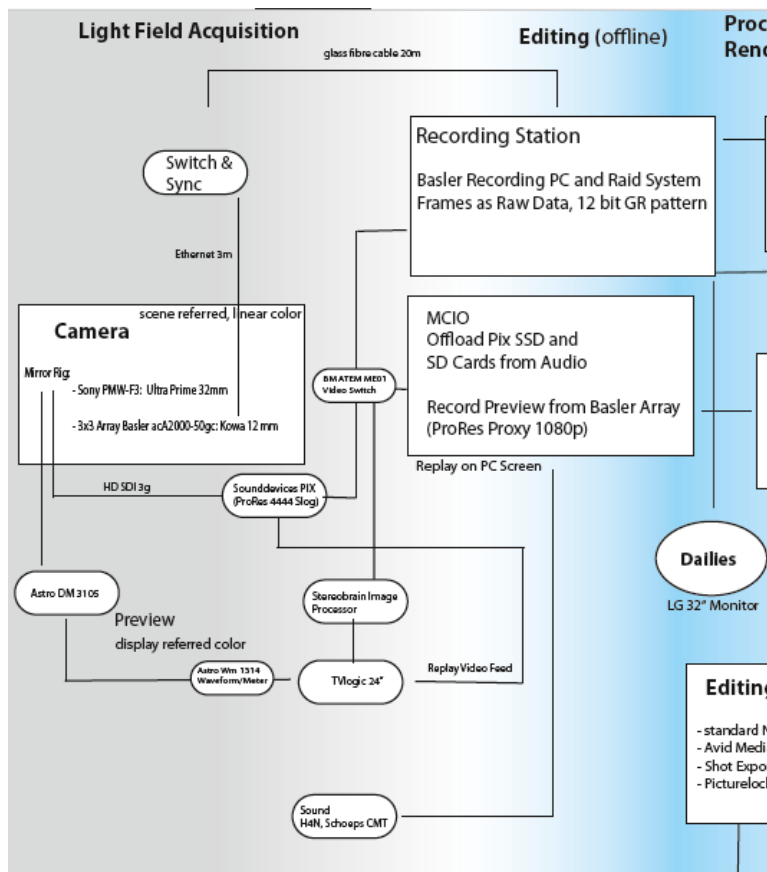 Light Field Acquisition
Editing (offline)
Proc
Rend
glass fibre cable 20m
Switch &
Sync
Recording Station
Basler Recording PC and Raid System
Frames as Raw Data, 12 bit GR pattern
Ethernet 3m
scene referred, linear color
Camera
Mirror Rig:
- Sony PMW-F3: Ultra Prime 32mm
- 3x3 Array Basler acA2000-50gc: Kowa 12 mm
MCIO
Offload Pix SSD and
SD Cards from Audio
Record Preview from Basler Array
(ProRes Proxy 1080p)
BMATEM ME01
Video Switch
Replay on PC Screen
HD SDI 3g
Sounddevices PIX
(ProRes 4444 Slog)
Dailies
LG 32“ Monitor
Astro DM 3105
Stereobrain Image
Processor
Preview
display referred color
Astro Wm 1314
Waveform/Meter
TVlogic 24“
Replay Video Feed
Editing
- standard N
- Avid Medi
- Shot Expo
- Picturelock
Sound
H4N, Schoeps CMT